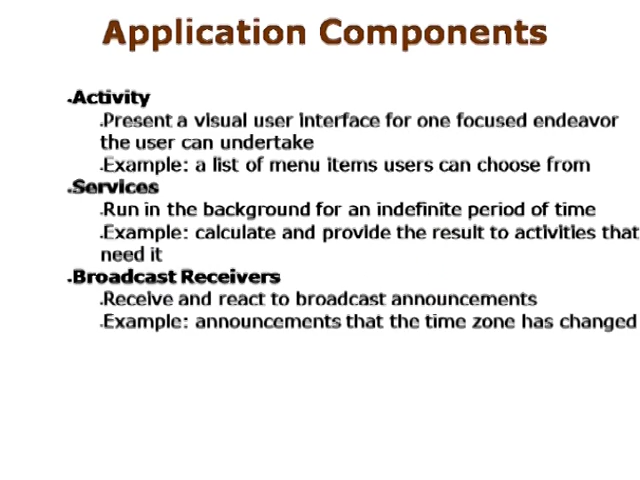 Application Components
.Activity
.Present a visual user interface for one focused endeavor
the user can undertake
.Example: a list of menu items users can choose from
.Services
.Run in the background for an indefinite period of time
.Example: calculate and provide the result to activities that
need it
.Broadcast Receivers
.Receive and react to broadcast announcements
.Example: announcements that the time zone has changed